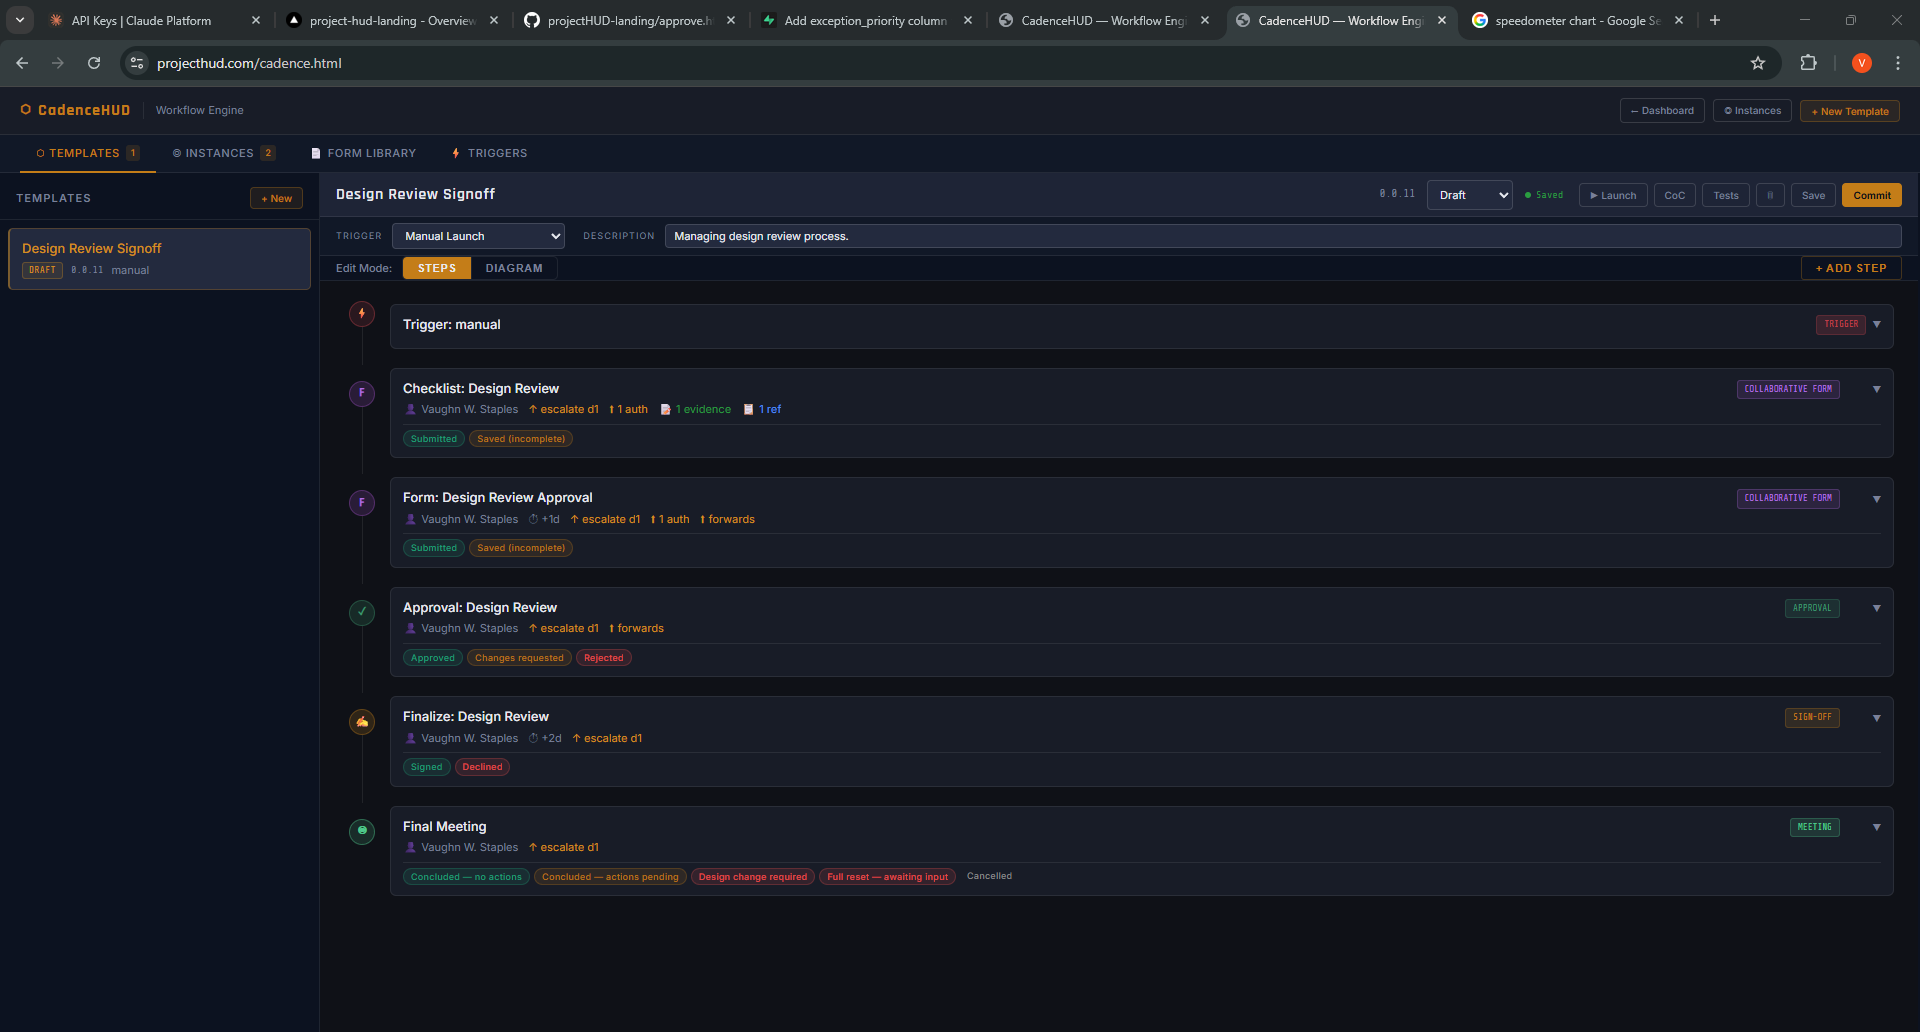 API Keys | Claude Platform
project-hud-landing - Overview
projectHUD-landing/approve.h
Add exception_priority column
CadenceHUD — Workflow Engi
CadenceHUD — Workflow Engi
speedometer chart - Google Se
projecthud.com/cadence.html
V
CadenceHUD
Workflow Engine
← Dashboard
Instances
+ New Template
TEMPLATES 1
INSTANCES 2
FORM LIBRARY
TRIGGERS
TEMPLATES
+ New
Design Review Signoff
DRAFT 0.0.11 manual
Design Review Signoff
0.0.11
Draft
Saved
Launch
CoC
Tests
Save
Commit
TRIGGER
Manual Launch
DESCRIPTION
Managing design review process.
Edit Mode:
STEPS
DIAGRAM
+ ADD STEP
Trigger: manual
TRIGGER
F
Checklist: Design Review
COLLABORATIVE FORM
Vaughn W. Staples ↑ escalate d1 1 auth 1 evidence 1 ref
Submitted Saved (incomplete)
F
Form: Design Review Approval
COLLABORATIVE FORM
Vaughn W. Staples +1d ↑ escalate d1 1 auth forwards
Submitted Saved (incomplete)
Approval: Design Review
APPROVAL
Vaughn W. Staples ↑ escalate d1 forwards
Approved Changes requested Rejected
Finalize: Design Review
SIGN-OFF
Vaughn W. Staples +2d ↑ escalate d1
Signed Declined
Final Meeting
MEETING
Vaughn W. Staples ↑ escalate d1
Concluded — no actions Concluded — actions pending Design change required Full reset — awaiting input Cancelled